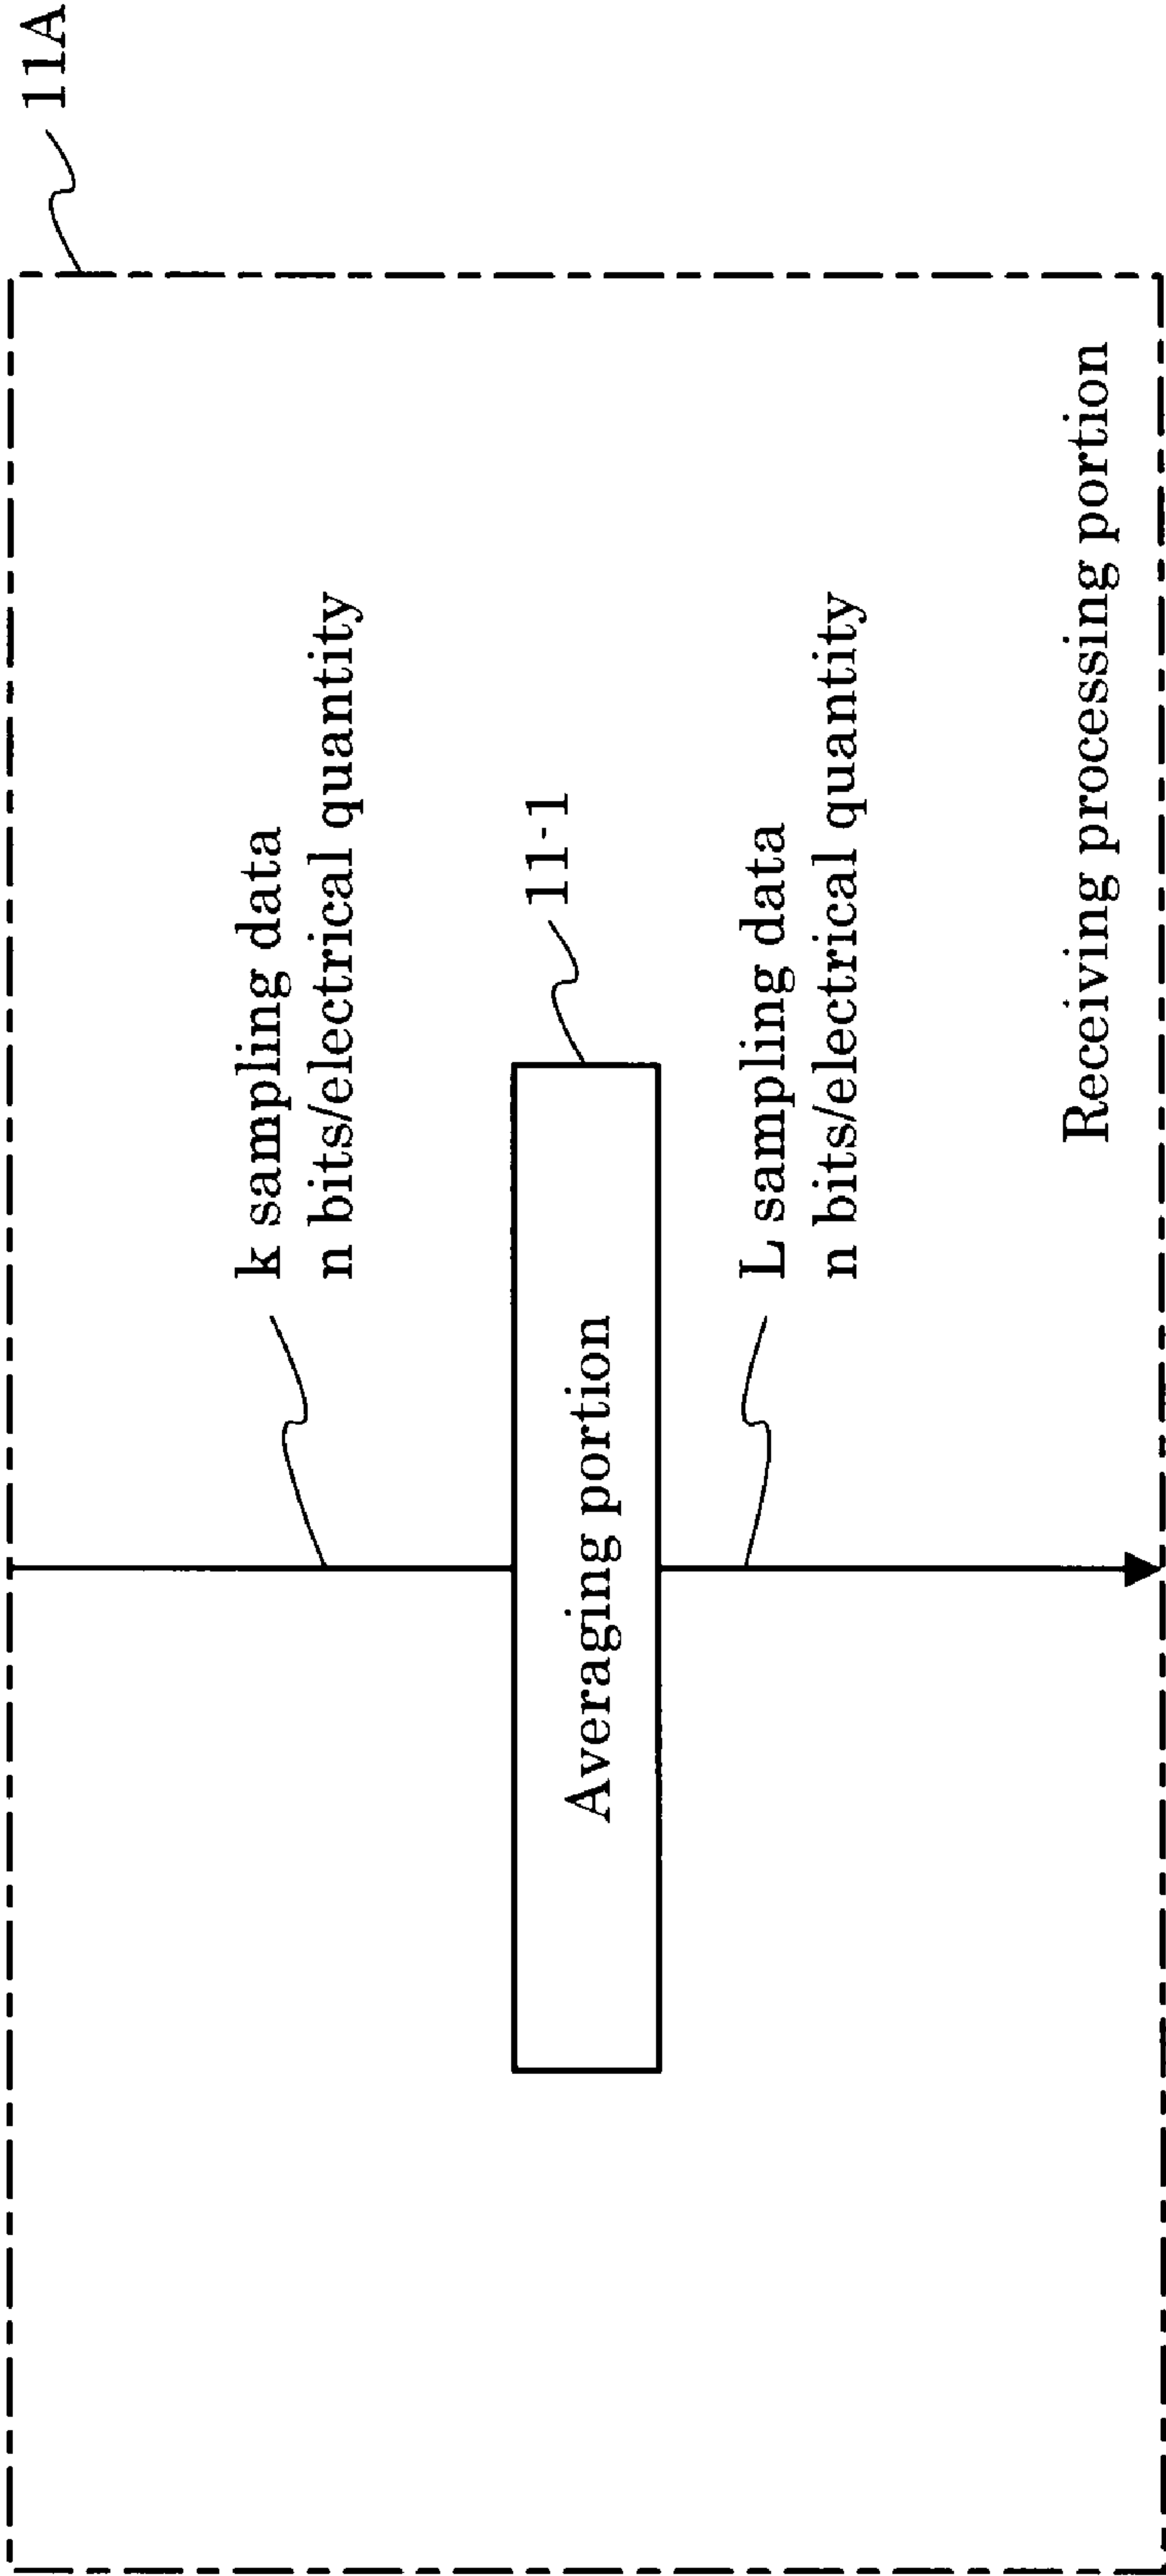 11A
k sampling data
n bits/electrical quantity
11-1
Averaging portion
L sampling data
n bits/electrical quantity
Receiving processing portion